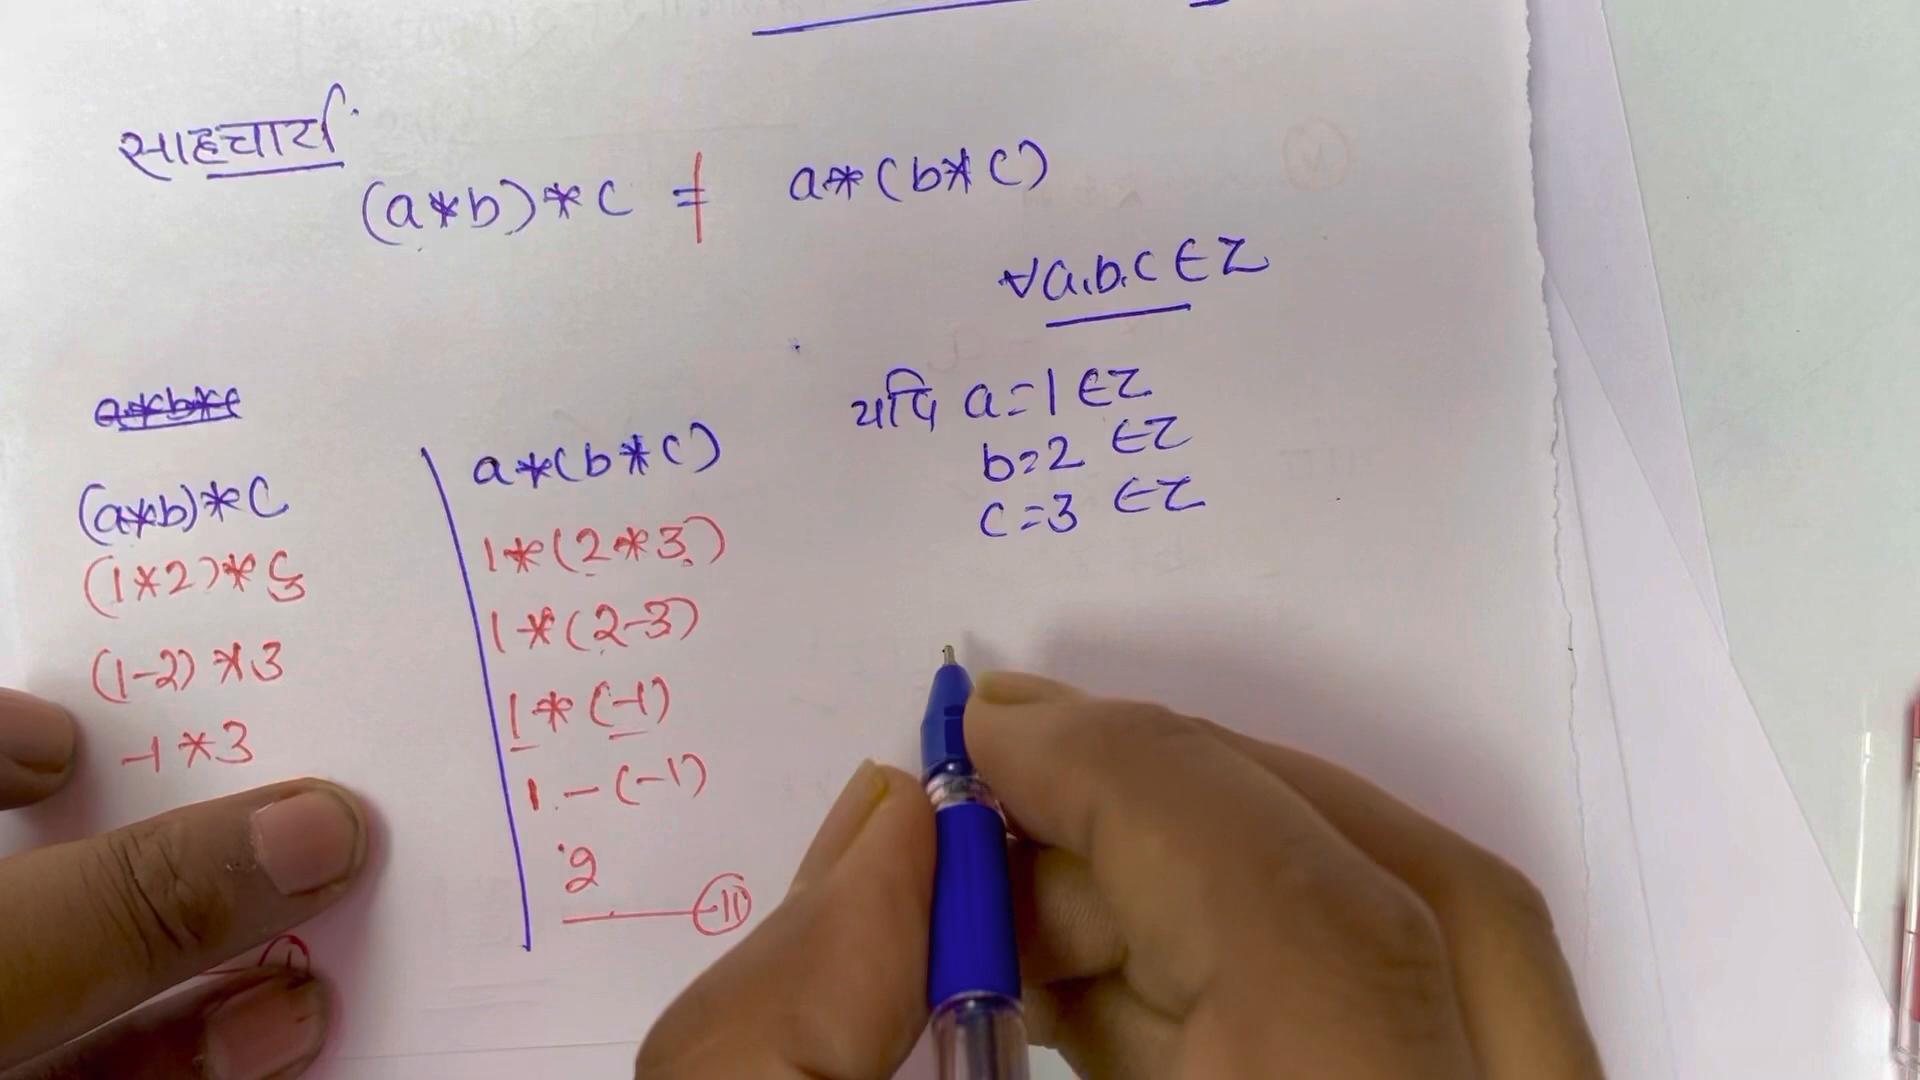 साहचार्य
(a*b)*c ≠ a*(b*c)
∀a,b,c∈Z
यदि a=1∈Z
b=2 ∈Z
c=3 ∈Z
a*b*c
(a*b)*c
(1*2)*3
(1-2)*3
-1*3
a*(b*c)
1*(2*3)
1*(2-3)
1*(-1)
1-(-1)
2
II